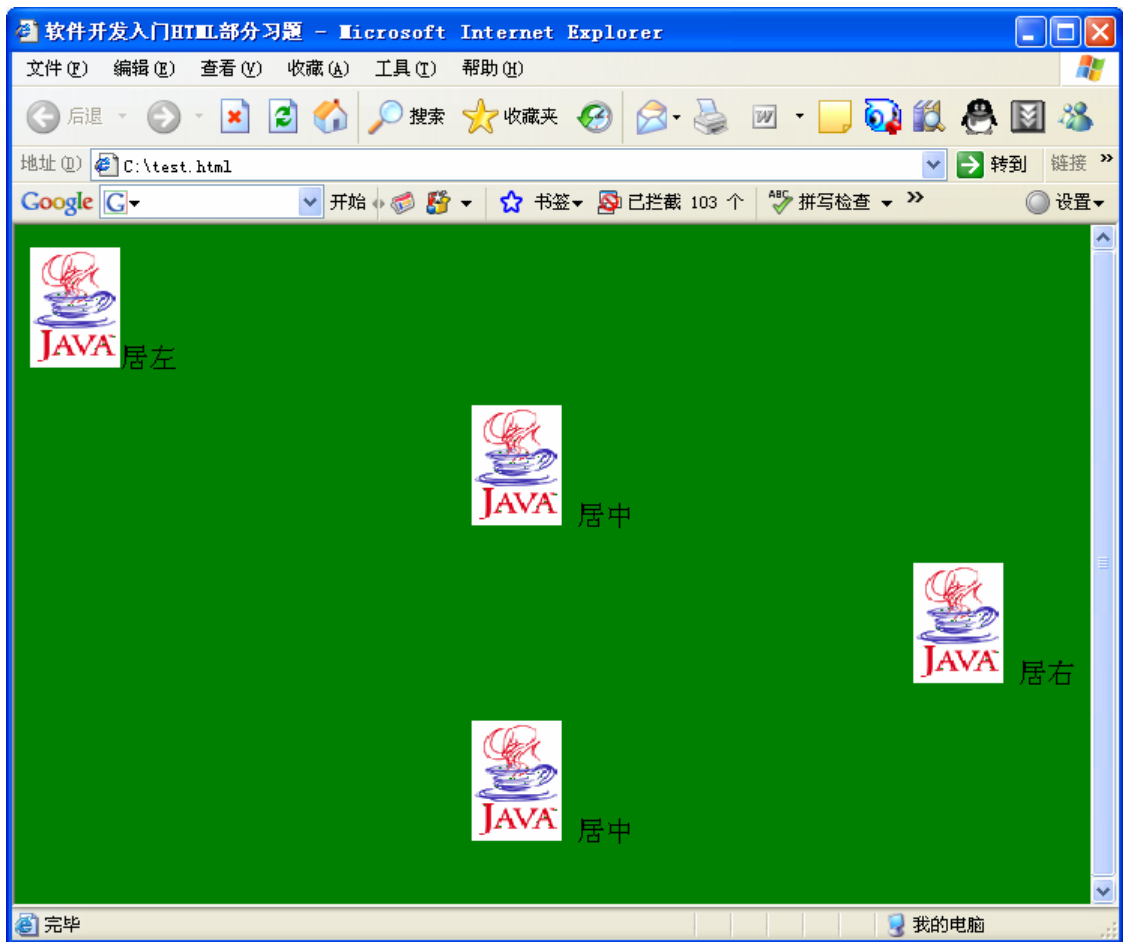 软件开发入门HTML部分习题 - Microsoft Internet Explorer
文件(F) 编辑(E) 查看(V) 收藏(A) 工具(T) 帮助(H)
后退 搜索 收藏夹
地址(D) C:\test.html 转到 链接 »
Google G 开始 书签 已拦截 103 个 ABC 拼写检查 » 设置
JAVA 居左
JAVA 居中
JAVA 居右
JAVA 居中
完毕 我的电脑